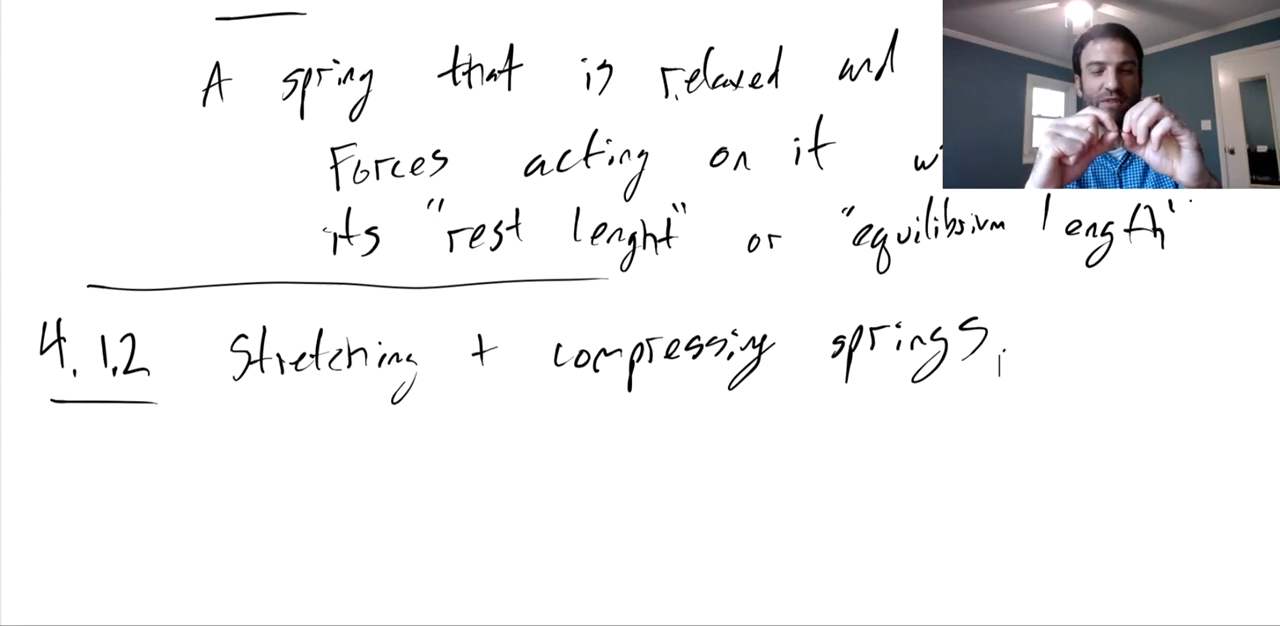 A spring that is relaxed and
Forces acting on it w
its "rest lenght" or "equilibrium length"
4.1.2 Stretching + compressing springs,